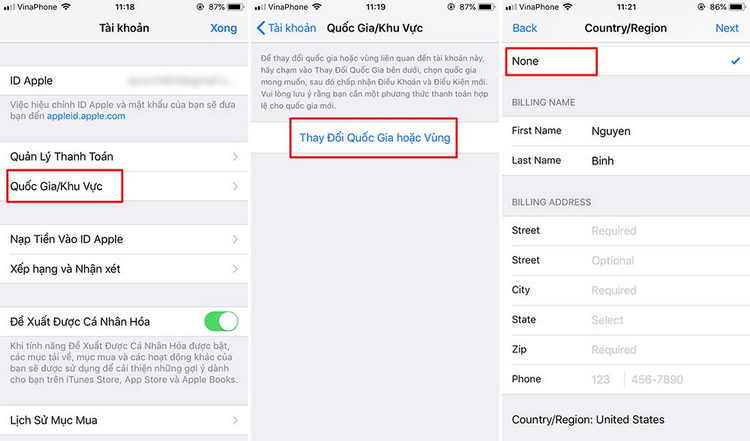 VinaPhone 11:18 87%
Tài khoản Xong
ID Apple
Việc hiệu chỉnh ID Apple và mật khẩu của bạn sẽ đưa
bạn đến appleid.apple.com
Quản Lý Thanh Toán
Quốc Gia/Khu Vực
Nạp Tiền Vào ID Apple
Xếp hạng và Nhận xét
Đề Xuất Được Cá Nhân Hóa
Khi tính năng Đề Xuất Được Cá Nhân Hóa được bật,
các mục tải về, mục mua và các hoạt động khác của
bạn sẽ được sử dụng để cải thiện những gợi ý dành
cho bạn trên iTunes Store, App Store và Apple Books.
Lịch Sử Mục Mua
VinaPhone 11:19 87%
Tài khoản Quốc Gia/Khu Vực
Để thay đổi quốc gia hoặc vùng liên quan đến tài khoản này,
hãy chạm vào Thay Đổi Quốc Gia bên dưới, chọn quốc gia
mong muốn, sau đó chấp nhận Điều Khoản và Điều Kiện mới.
Vui lòng lưu ý rằng bạn cần một phương thức thanh toán hợp
lệ cho quốc gia mới.
Thay Đổi Quốc Gia hoặc Vùng
VinaPhone 11:21 86%
Back Country/Region Next
None
BILLING NAME
First Name Nguyen
Last Name Binh
BILLING ADDRESS
Street Required
Street Optional
City Required
State Select
Zip Required
Phone 123 456-7890
Country/Region: United States